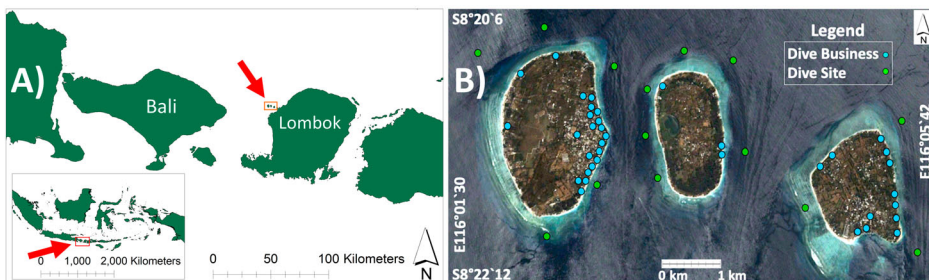 A)
Bali
Lombok
0 1,000 2,000 Kilometers
0 50 100 Kilometers
N
B)
S8°20`6
N
Legend
Dive Business
Dive Site
E116°01`30
E116°05`42
S8°22`12
0 km 1 km